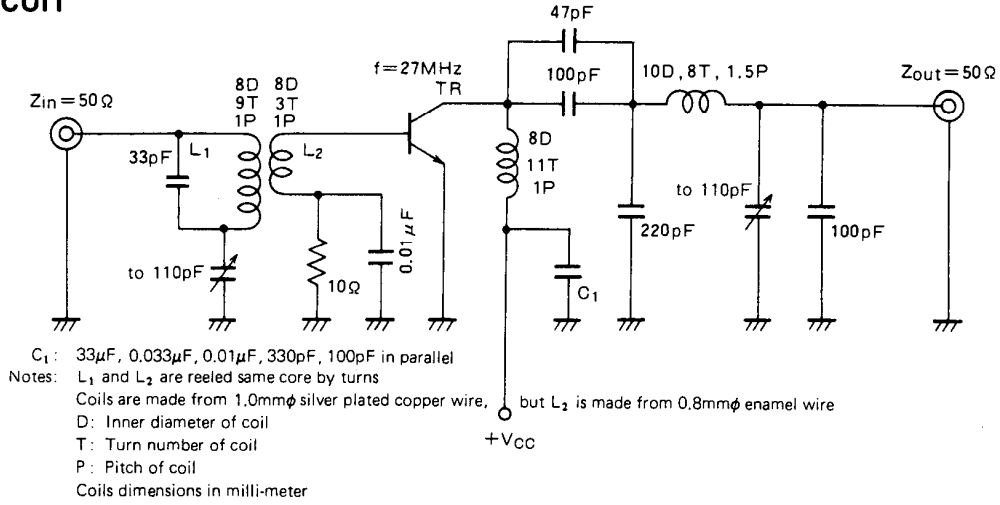 47pF
f=27MHz
TR
100pF
10D, 8T, 1.5P
Zout=50Ω
Zin=50Ω
8D
9T
1P
8D
3T
1P
33pF
L₁
L₂
8D
11T
1P
to 110pF
220pF
100pF
to 110pF
10Ω
0.01μF
C₁
C₁: 33μF, 0.033μF, 0.01μF, 330pF, 100pF in parallel
Notes: L₁ and L₂ are reeled same core by turns
Coils are made from 1.0mmϕ silver plated copper wire, but L₂ is made from 0.8mmϕ enamel wire
D: Inner diameter of coil
+VCC
T: Turn number of coil
P: Pitch of coil
Coils dimensions in milli-meter